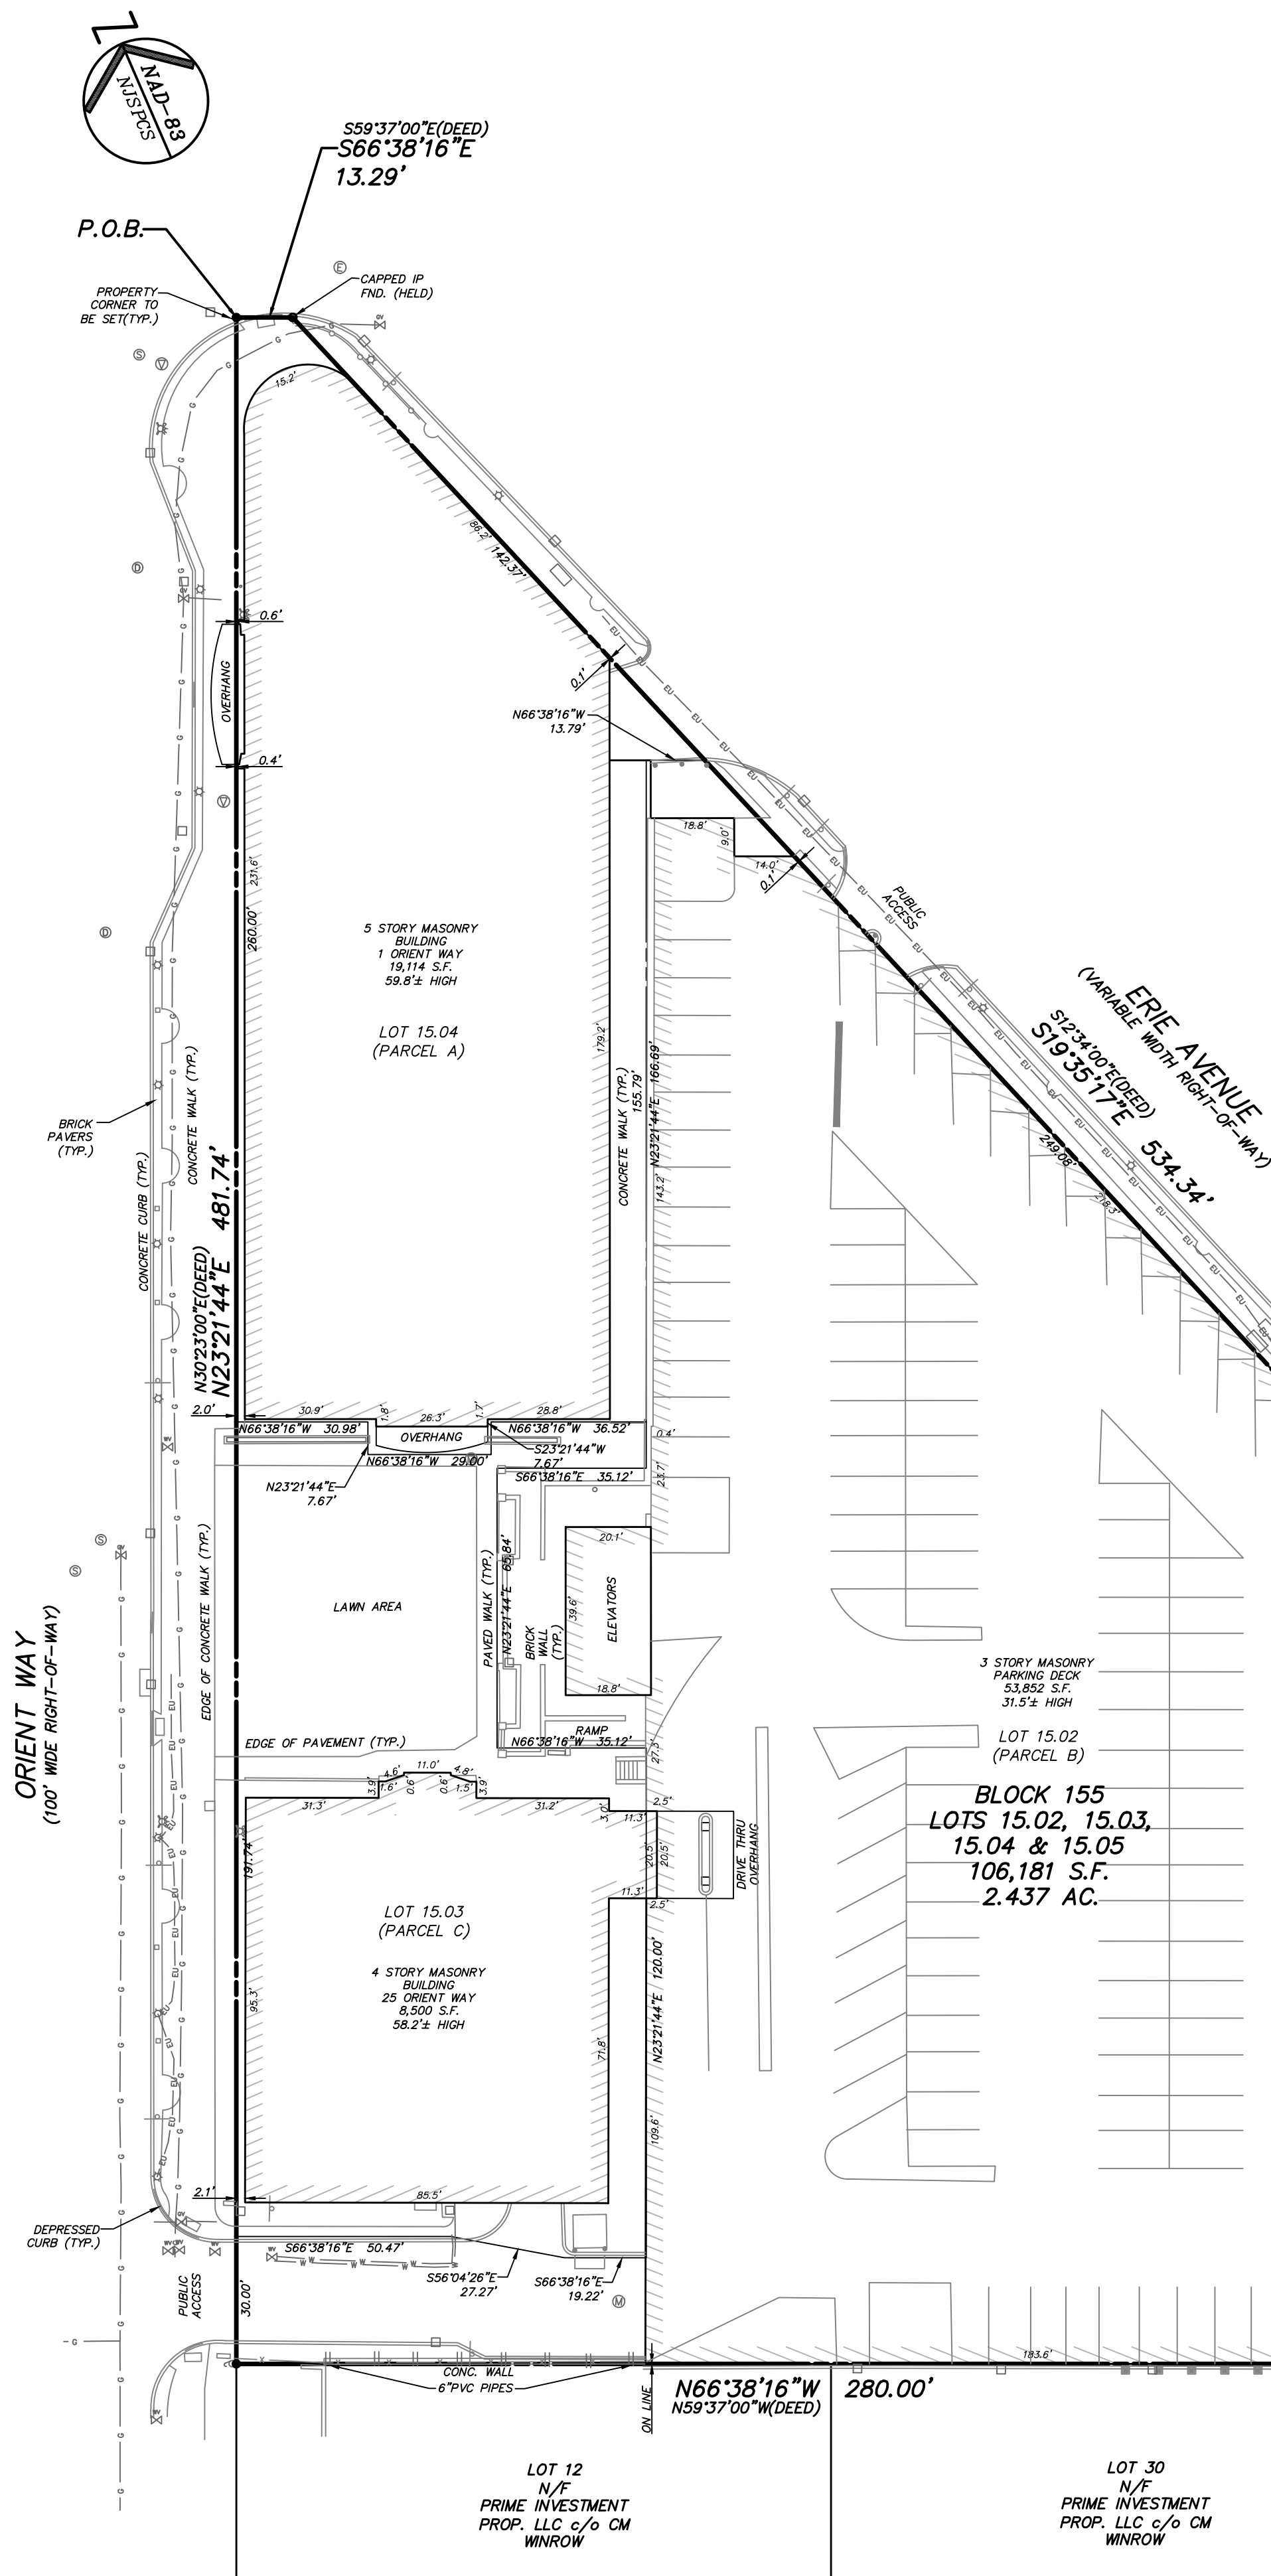 NAD-83
NJSPCS
S59°37'00"E(DEED)
S66°38'16"E
13.29'
P.O.B.
PROPERTY
CORNER TO
BE SET(TYP.)
CAPPED IP
FND. (HELD)
15.2'
86.2'
142.37'
0.6'
OVERHANG
0.4'
0.1'
N66°38'16"W
13.79'
18.8'
9.0'
14.0'
0.1'
PUBLIC
ACCESS
ERIE AVENUE
(VARIABLE WIDTH RIGHT-OF-WAY)
S12°34'00"E(DEED)
S19°35'17"E 534.34'
249.08'
218.3'
231.6'
260.00'
5 STORY MASONRY
BUILDING
1 ORIENT WAY
19,114 S.F.
59.8'± HIGH
LOT 15.04
(PARCEL A)
179.2'
CONCRETE WALK (TYP.)
155.79'
N23°21'44"E 166.69'
143.2'
BRICK
PAVERS
(TYP.)
CONCRETE CURB (TYP.)
CONCRETE WALK (TYP.)
N30°23'00"E(DEED)
N23°21'44"E 481.74'
2.0'
30.9'
1.8'
26.3'
1.7'
28.8'
N66°38'16"W 30.98'
OVERHANG
N66°38'16"W 36.52'
N66°38'16"W 29.00'
S23°21'44"W
7.67'
N23°21'44"E
7.67'
S66°38'16"E 35.12'
0.4'
23.7'
20.1'
39.6'
ELEVATORS
18.8'
EDGE OF CONCRETE WALK (TYP.)
LAWN AREA
PAVED WALK (TYP.)
N23°21'44"E 65.84'
BRICK
WALL
(TYP.)
RAMP
N66°38'16"W 35.12'
27.3'
EDGE OF PAVEMENT (TYP.)
ORIENT WAY
(100' WIDE RIGHT-OF-WAY)
3 STORY MASONRY
PARKING DECK
53,852 S.F.
31.5'± HIGH
LOT 15.02
(PARCEL B)
BLOCK 155
LOTS 15.02, 15.03,
15.04 & 15.05
106,181 S.F.
2.437 AC.
31.3'
3.9'
4.6'
1.6'
0.6'
11.0'
0.6'
4.8'
1.5'
3.9'
31.2'
3.0'
11.3'
2.5'
20.5'
20.5'
DRIVE THRU
OVERHANG
11.3'
2.5'
191.74'
LOT 15.03
(PARCEL C)
4 STORY MASONRY
BUILDING
25 ORIENT WAY
8,500 S.F.
58.2'± HIGH
95.3'
71.8'
N23°21'44"E 120.00'
109.6'
2.1'
85.5'
DEPRESSED
CURB (TYP.)
S66°38'16"E 50.47'
S56°04'26"E
27.27'
S66°38'16"E
19.22'
PUBLIC
ACCESS
30.00'
CONC. WALL
6"PVC PIPES
ON LINE
183.6'
N66°38'16"W 280.00'
N59°37'00"W(DEED)
LOT 12
N/F
PRIME INVESTMENT
PROP. LLC c/o CM
WINROW
LOT 30
N/F
PRIME INVESTMENT
PROP. LLC c/o CM
WINROW